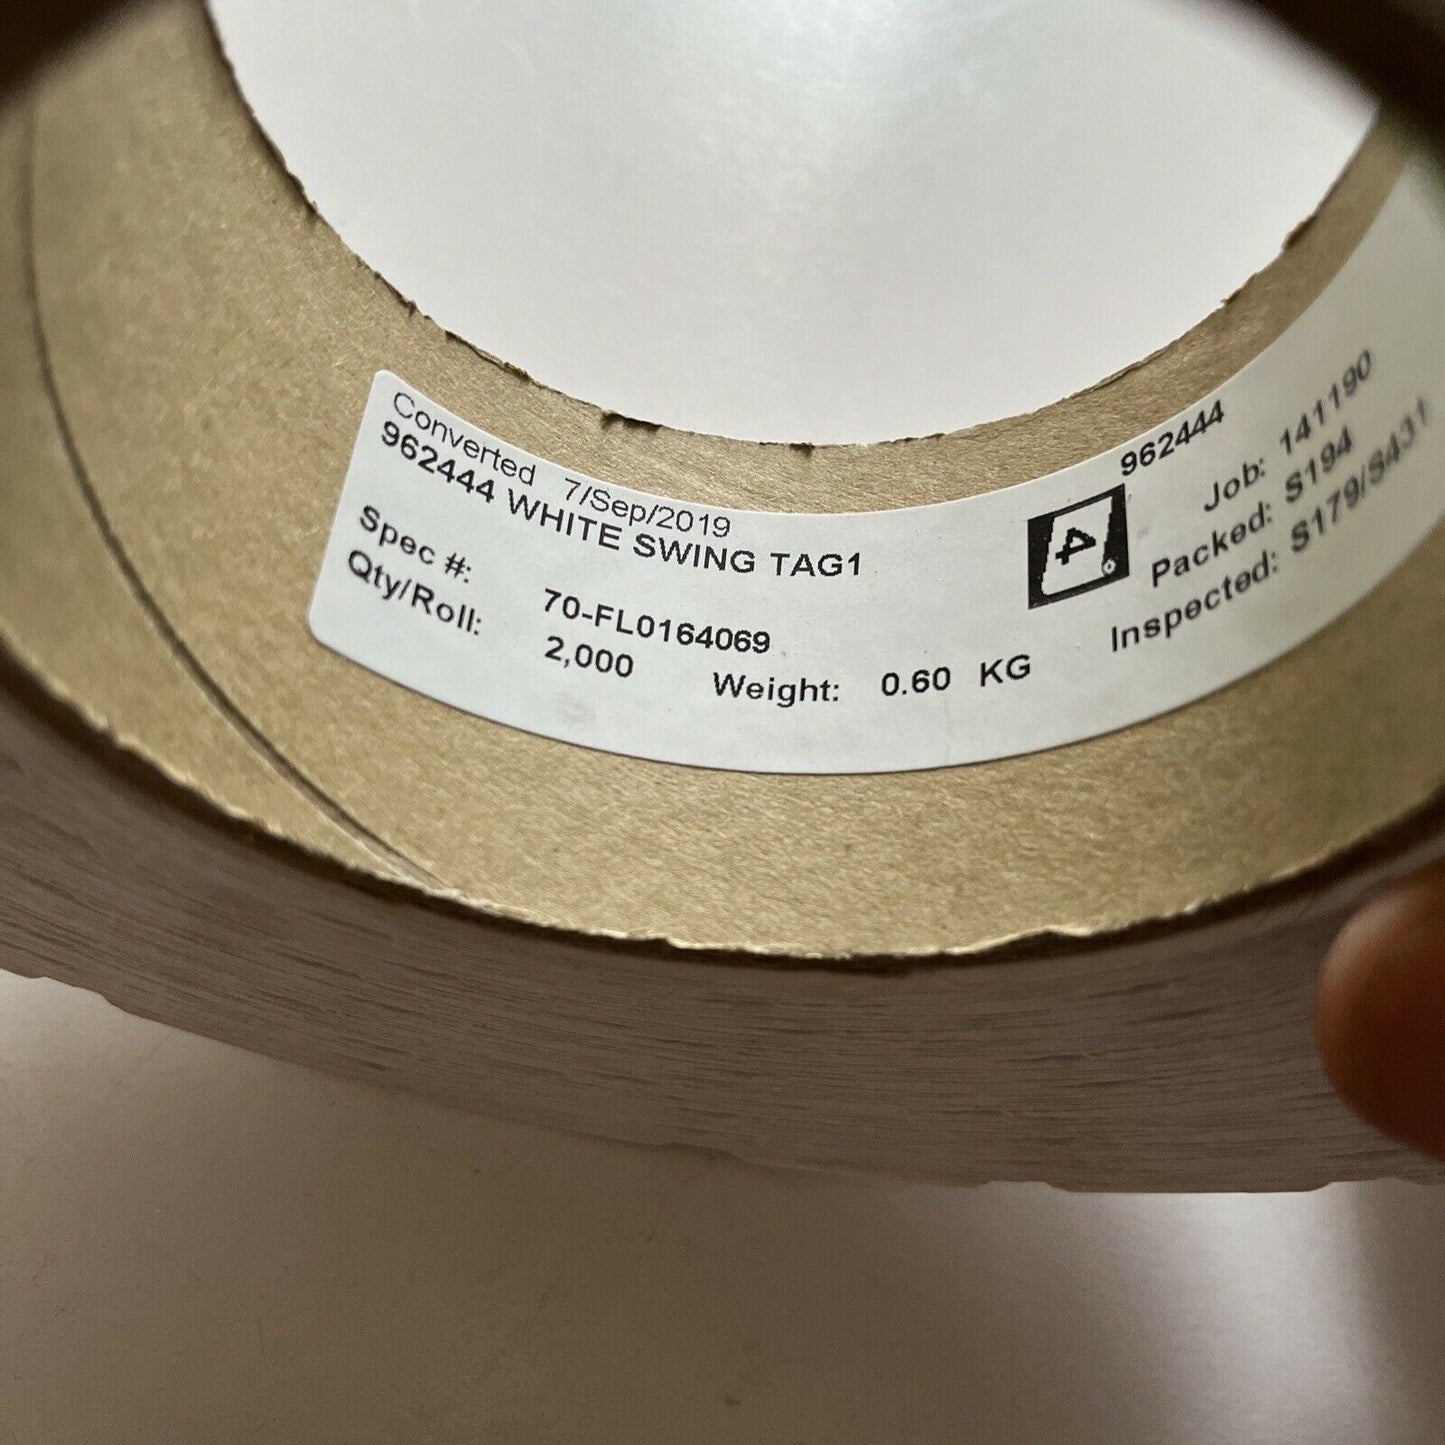 Converted 7/Sep/2019
962444 WHITE SWING TAG1
Spec #: 70-FL0164069
Qty/Roll: 2,000 Weight: 0.60 KG
962444
4
Job: 141190
Packed: S194
Inspected: S179/S431